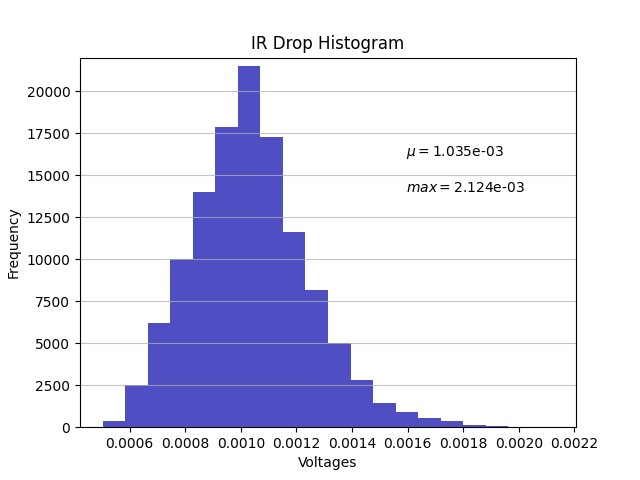 IR Drop Histogram
20000
17500
15000
12500
10000
7500
5000
2500
0
Frequency
μ = 1.035e-03
max = 2.124e-03
0.0006 0.0008 0.0010 0.0012 0.0014 0.0016 0.0018 0.0020 0.0022
Voltages